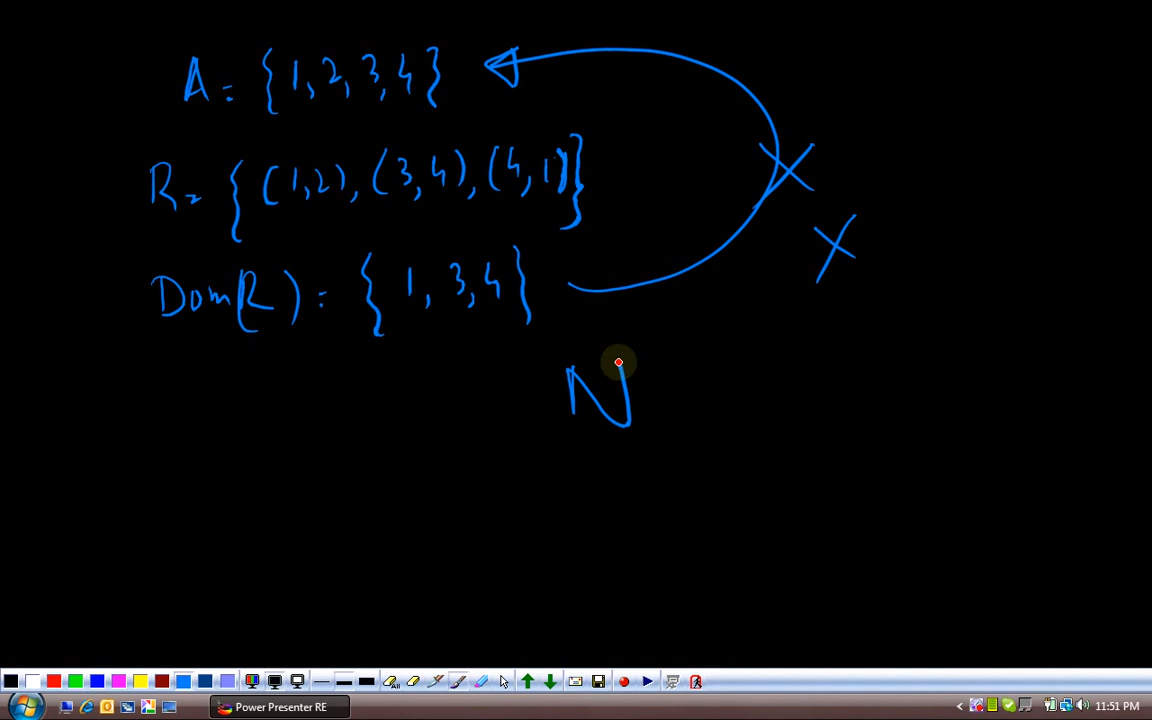 A = {1, 2, 3, 4}
R = {(1,2), (3,4), (4,1)}
Dom(R) = {1, 3, 4}
N
Power Presenter RE
11:51 PM